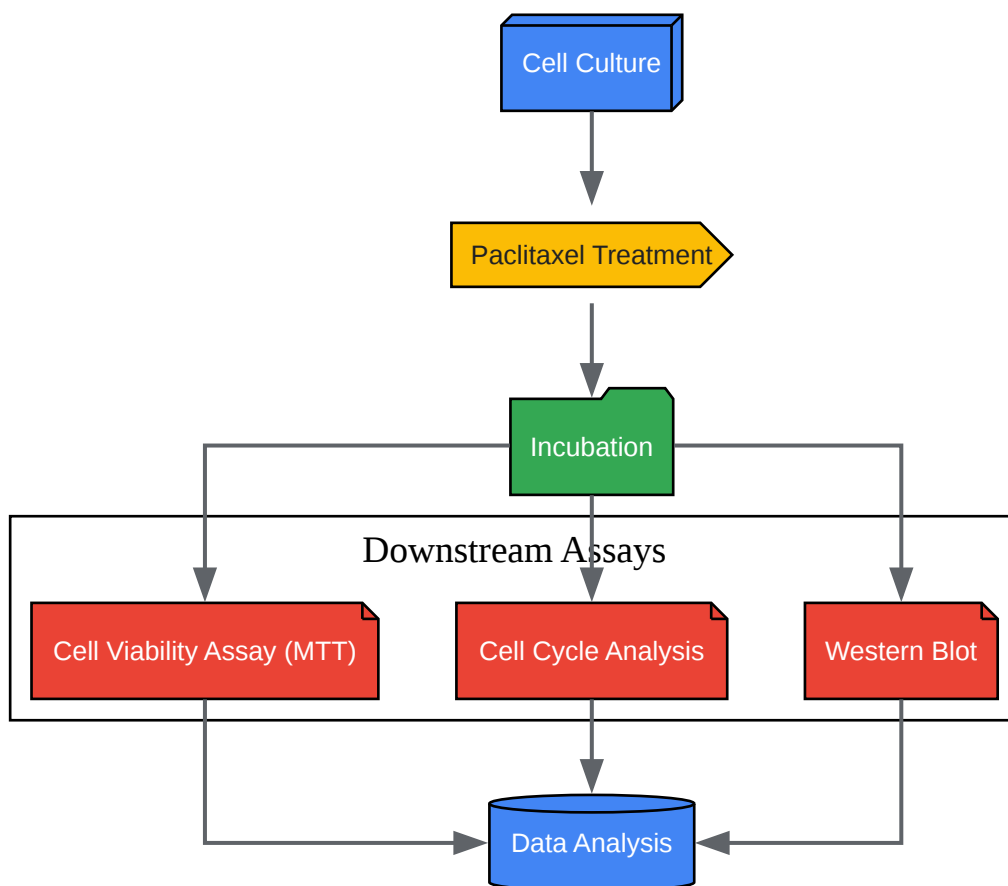 Cell Culture
Paclitaxel Treatment
Incubation
Downstream Assays
Cell Viability Assay (MTT)
Cell Cycle Analysis
Western Blot
Data Analysis